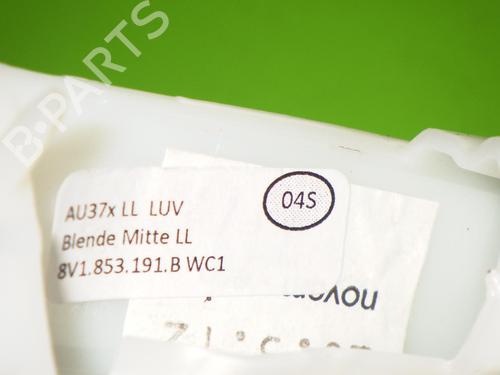 B·PARTS
AU37x LL LUV
04S
Blende Mitte LL
8V1.853.191.B WC1